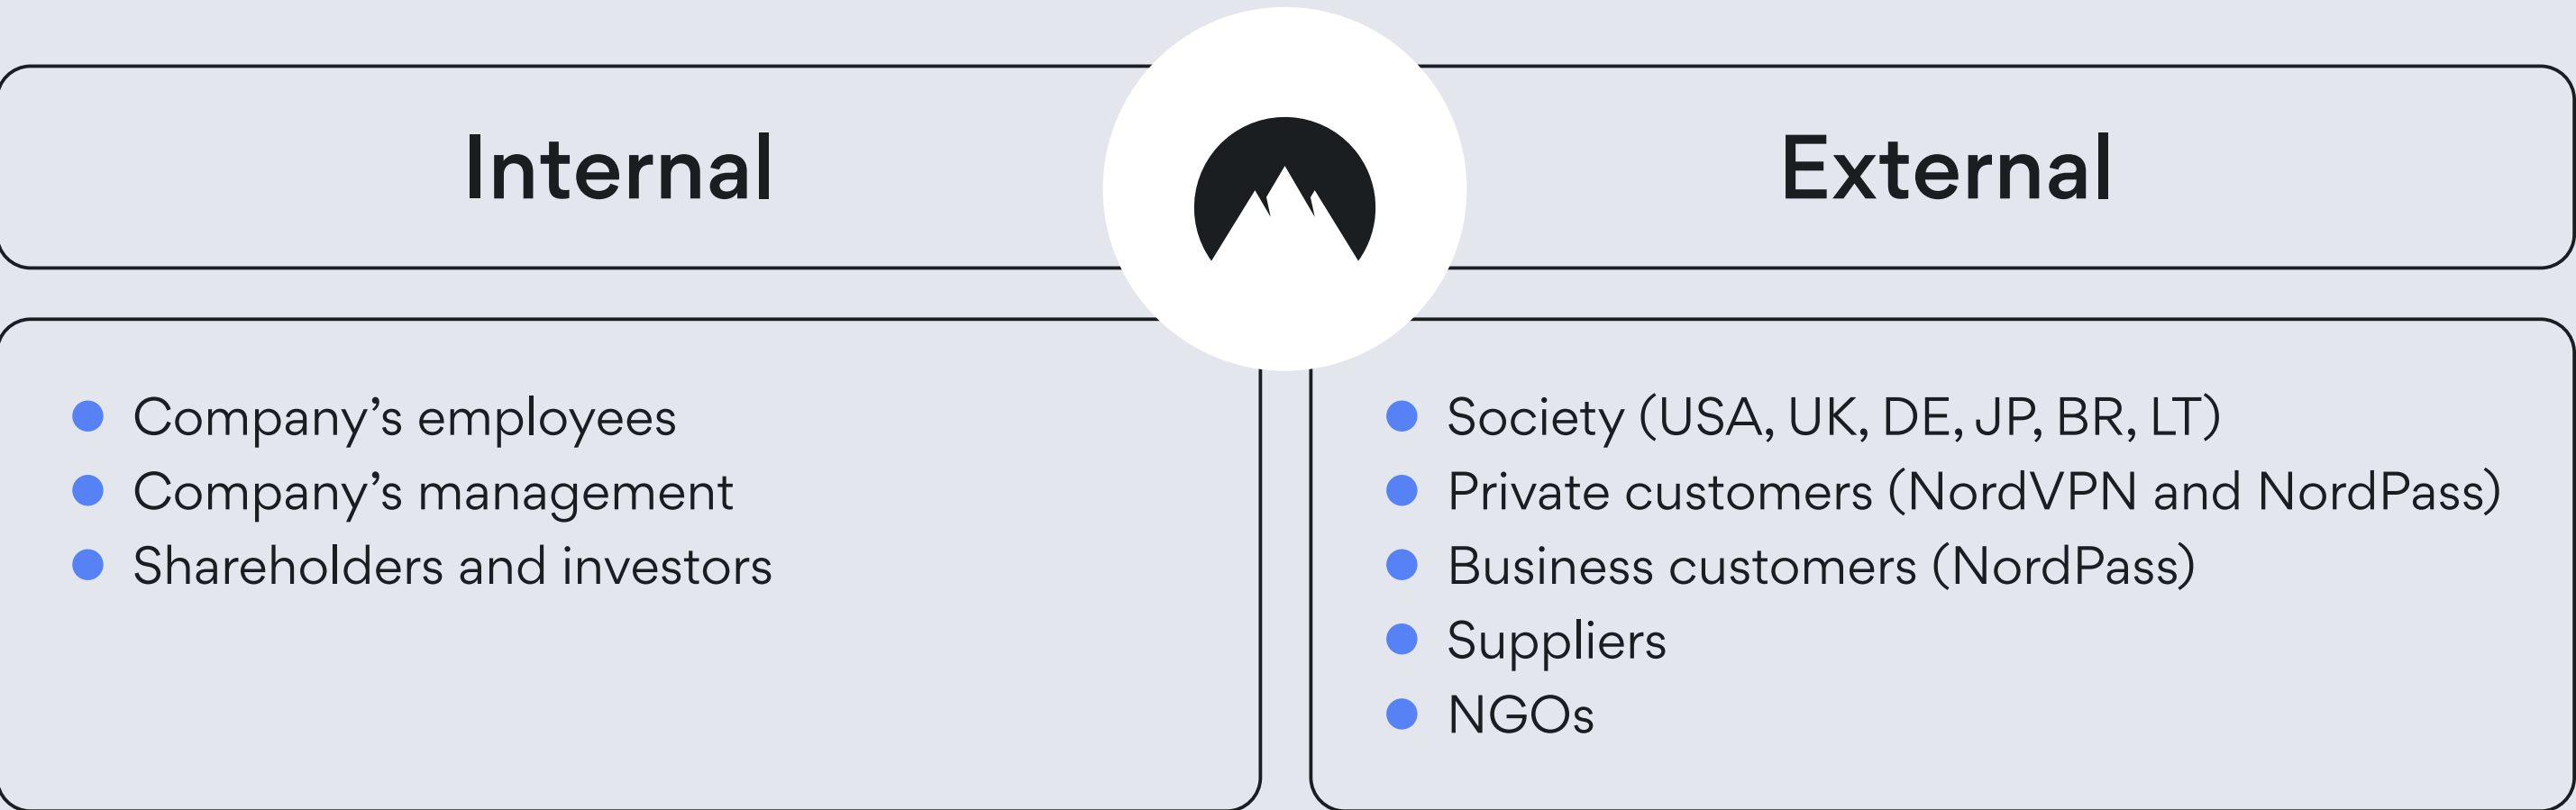 Internal
External
Company’s employees
Company’s management
Shareholders and investors
Society (USA, UK, DE, JP, BR, LT)
Private customers (NordVPN and NordPass)
Business customers (NordPass)
Suppliers
NGOs